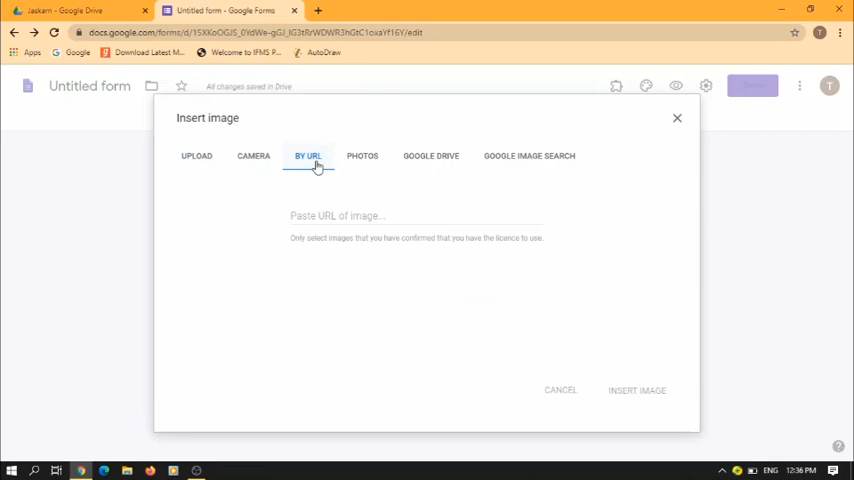 Jaskarn - Google Drive
Untitled form - Google Forms
docs.google.com/forms/d/15XKoOGJS_0YdW-gGJ_IG3tRrWDWR3hGtC1oxaYf16Y/edit
Apps
Google
Download Latest M...
Welcome to IFMS P...
AutoDraw
T
Untitled form
All changes saved in Drive
T
Insert image
UPLOAD
CAMERA
BY URL
PHOTOS
GOOGLE DRIVE
GOOGLE IMAGE SEARCH
Paste URL of image...
Only select images that you have confirmed that you have the licence to use.
CANCEL
INSERT IMAGE
ENG
12:36 PM